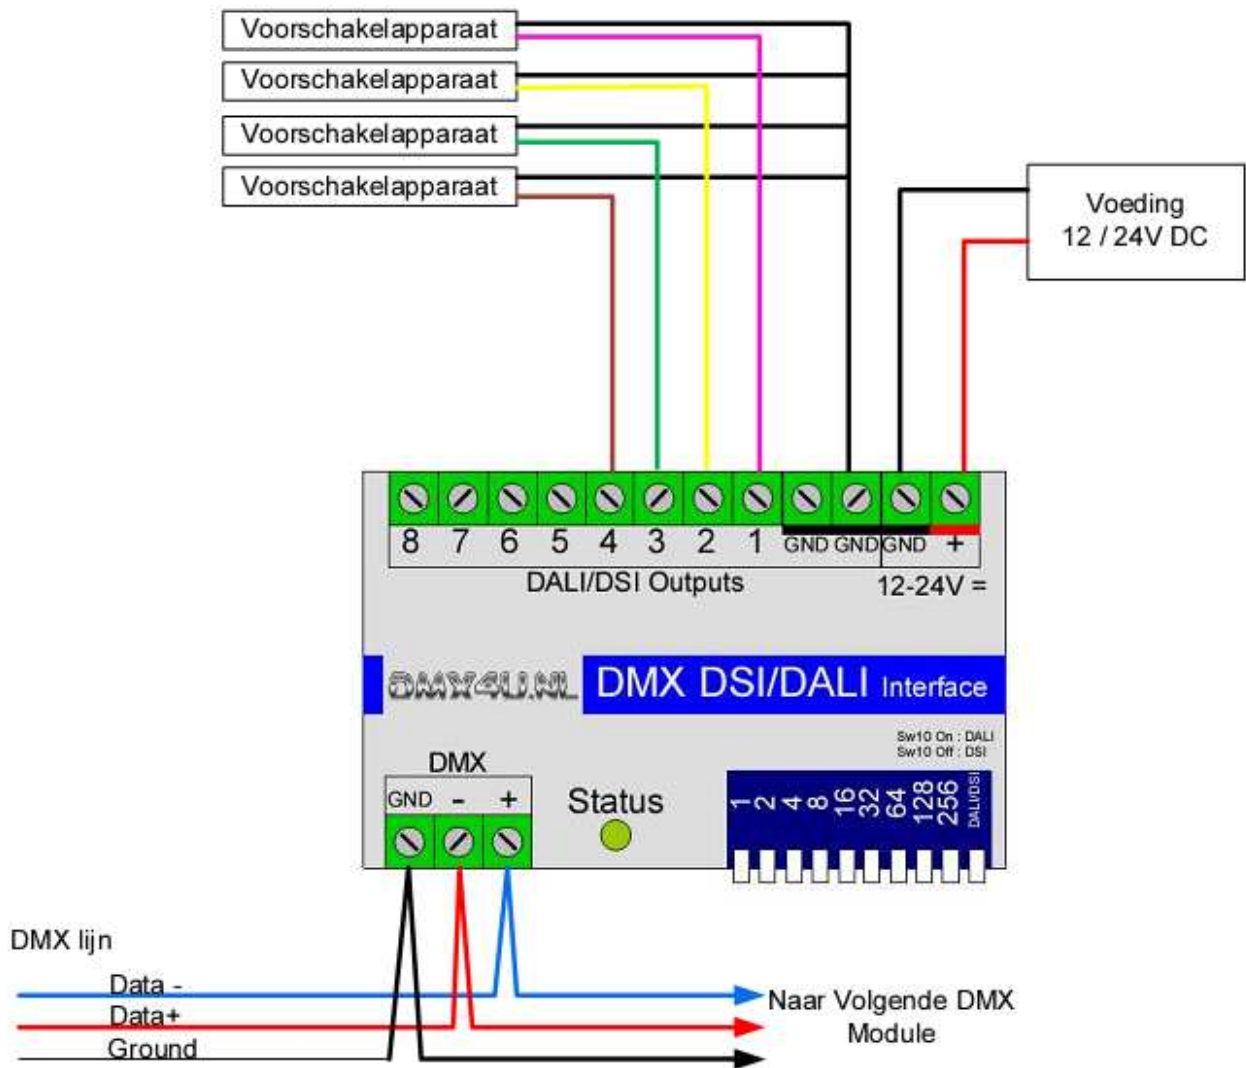 Voorschakelapparaat
Voorschakelapparaat
Voorschakelapparaat
Voorschakelapparaat
Voeding
12 / 24V DC
8 7 6 5 4 3 2 1 GND GND GND +
DALI/DSI Outputs
12-24V =
DMX4U.NL
DMX DSI/DALI Interface
Sw10 On : DALI
Sw10 Off : DSI
DMX
GND - +
Status
1 2 4 8 16 32 64 128 256 DALI/DSI
DMX lijn
Data -
Data+
Ground
Naar Volgende DMX
Module